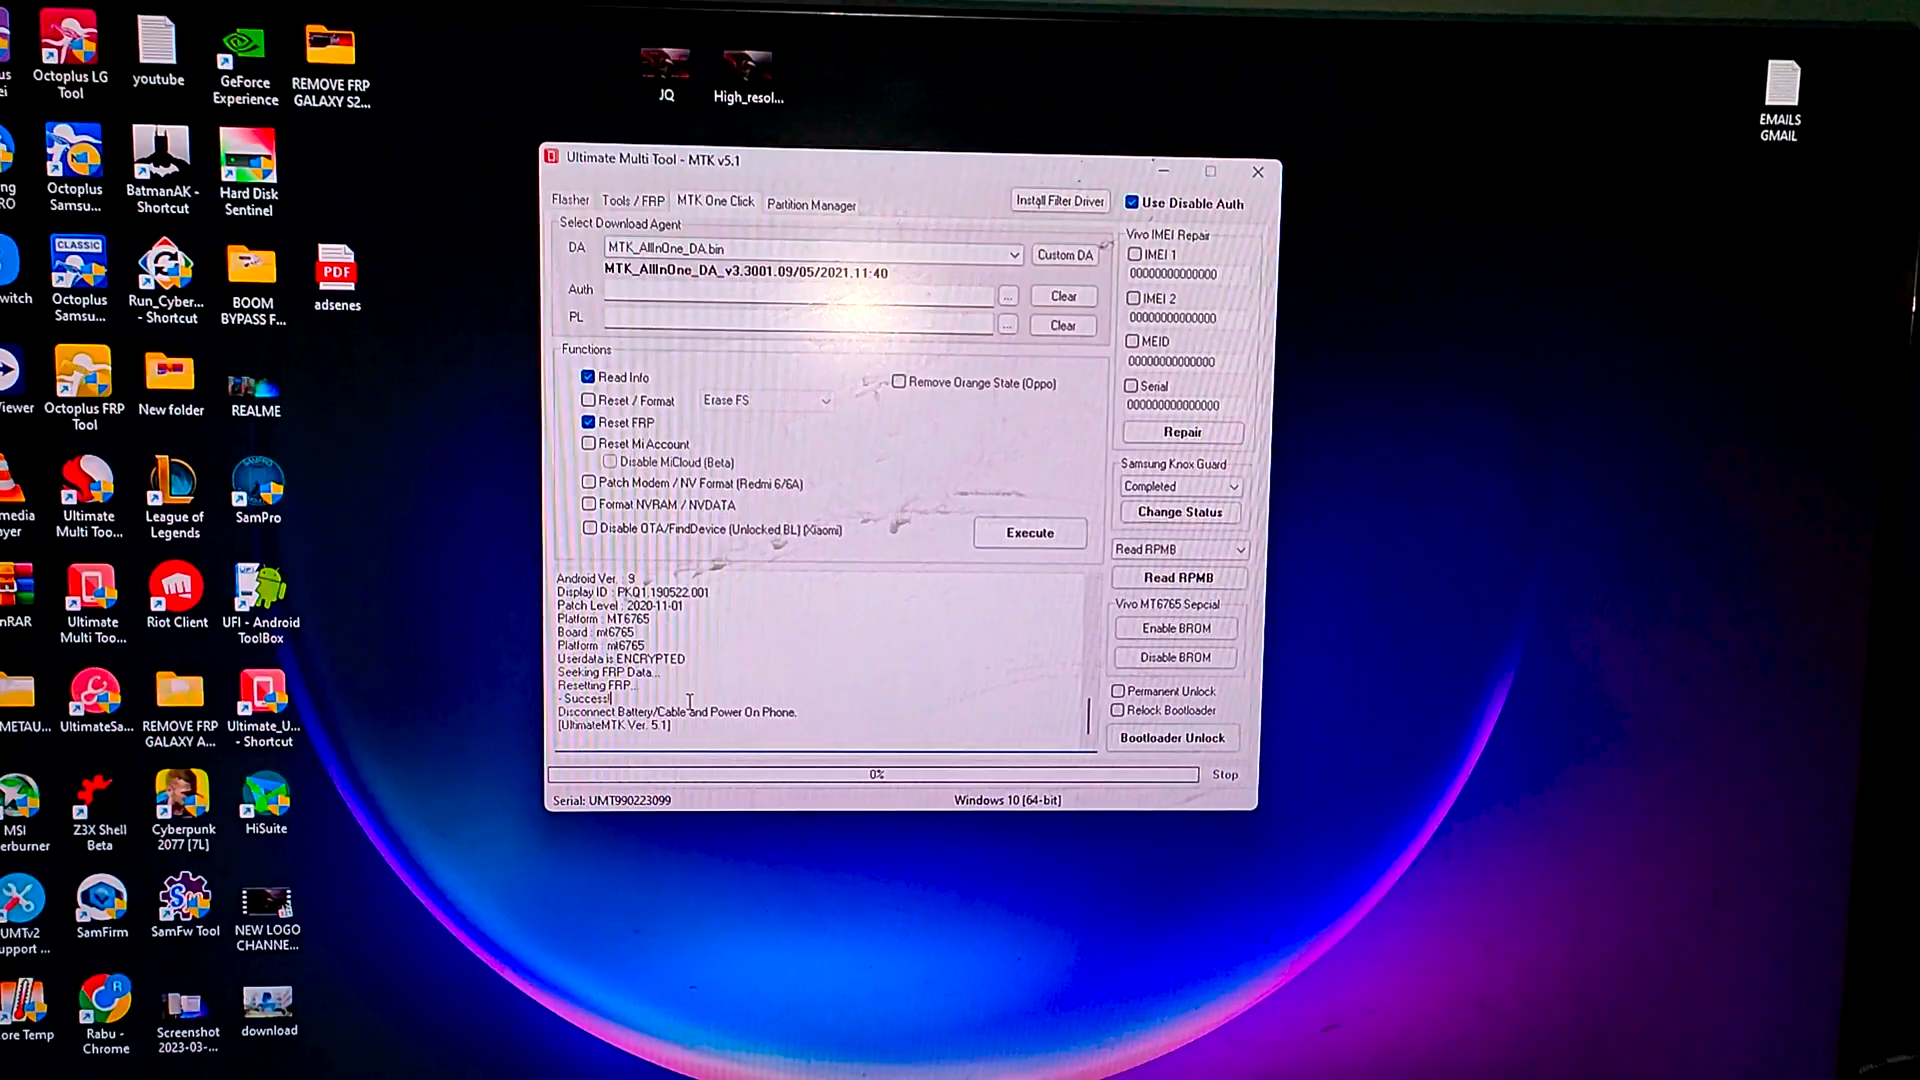 Octoplus LG
Tool
youtube
GeForce
Experience
REMOVE FRP
GALAXY S2...
JQ
High_resol...
EMAILS
GMAIL
Octoplus
Samsu...
BatmanAK -
Shortcut
Hard Disk
Sentinel
CLASSIC
Octoplus
Samsu...
Run_Cyber...
- Shortcut
BOOM
BYPASS F...
PDF
adsenes
Octoplus FRP
Tool
New folder
REALME
Ultimate
Multi Too...
League of
Legends
SAMPRO
SamPro
Ultimate
Multi Too...
Riot Client
UFI
UFI - Android
ToolBox
UltimateSa...
REMOVE FRP
GALAXY A...
Ultimate_U...
- Shortcut
MSI
Z3X Shell
Beta
Cyberpunk
2077 [7L]
HiSuite
UMTv2
SamFirm
SamFw Tool
NEW LOGO
CHANNE...
R
Rabu -
Chrome
Screenshot
2023-03-...
download
Ultimate Multi Tool - MTK v5.1
Flasher
Tools / FRP
MTK One Click
Partition Manager
Install Filter Driver
Use Disable Auth
Select Download Agent
DA
MTK_AllInOne_DA.bin
Custom DA
MTK_AllInOne_DA_v3.3001.09/05/2021.11:40
Auth
...
Clear
PL
...
Clear
Functions
Read Info
Reset / Format
Erase FS
Remove Orange State (Oppo)
Reset FRP
Reset Mi Account
Disable MiCloud (Beta)
Patch Modem / NV Format (Redmi 6/6A)
Format NVRAM / NVDATA
Disable OTA/FindDevice (Unlocked BL) (Xiaomi)
Execute
Vivo IMEI Repair
IMEI 1
00000000000000
IMEI 2
00000000000000
MEID
00000000000000
Serial
000000000000000
Repair
Samsung Knox Guard
Completed
Change Status
Read RPMB
Read RPMB
Vivo MT6765 Sepcial
Enable BROM
Disable BROM
Permanent Unlock
Relock Bootloader
Bootloader Unlock
Android Ver. : 9
Display ID : PKQ1.190522.001
Patch Level : 2020-11-01
Platform : MT6765
Board : mt6765
Platform : mt6765
Userdata is ENCRYPTED
Seeking FRP Data...
Resetting FRP...
- Success!
Disconnect Battery/Cable and Power On Phone.
[UltimateMTK Ver. 5.1]
0%
Stop
Serial: UMT990223099
Windows 10 [64-bit]